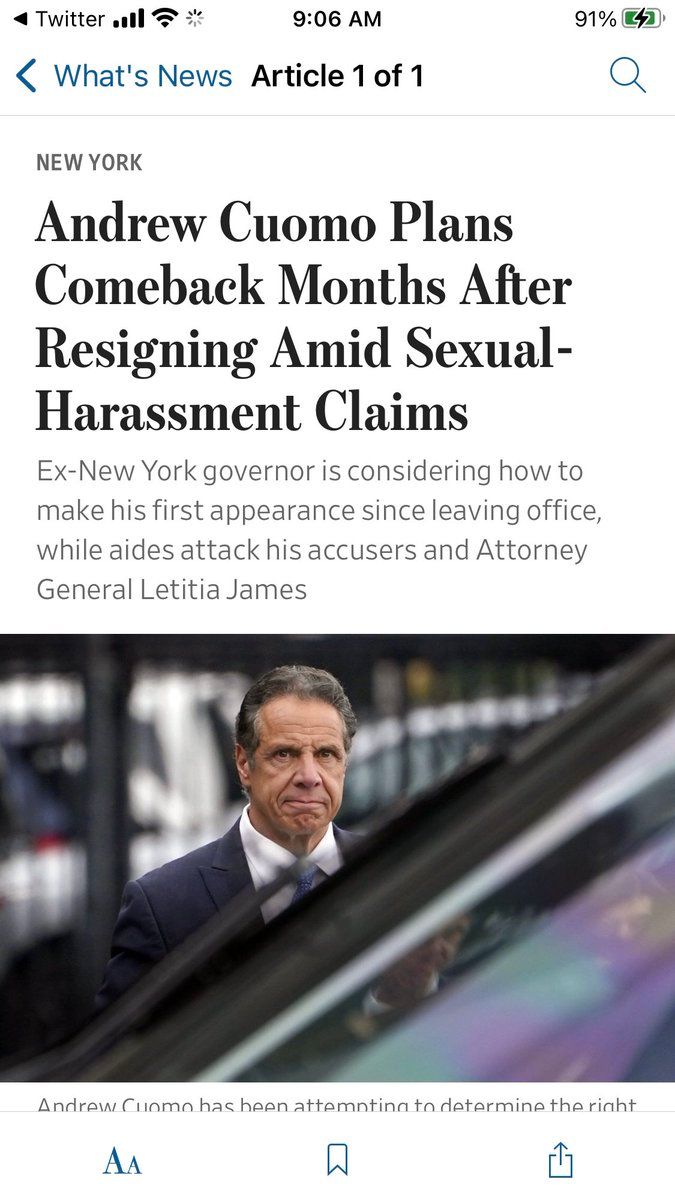 Twitter 9:06 AM 91%
What's News Article 1 of 1
NEW YORK
Andrew Cuomo Plans
Comeback Months After
Resigning Amid Sexual-
Harassment Claims
Ex-New York governor is considering how to
make his first appearance since leaving office,
while aides attack his accusers and Attorney
General Letitia James
Andrew Cuomo has been attempting to determine the right
AA